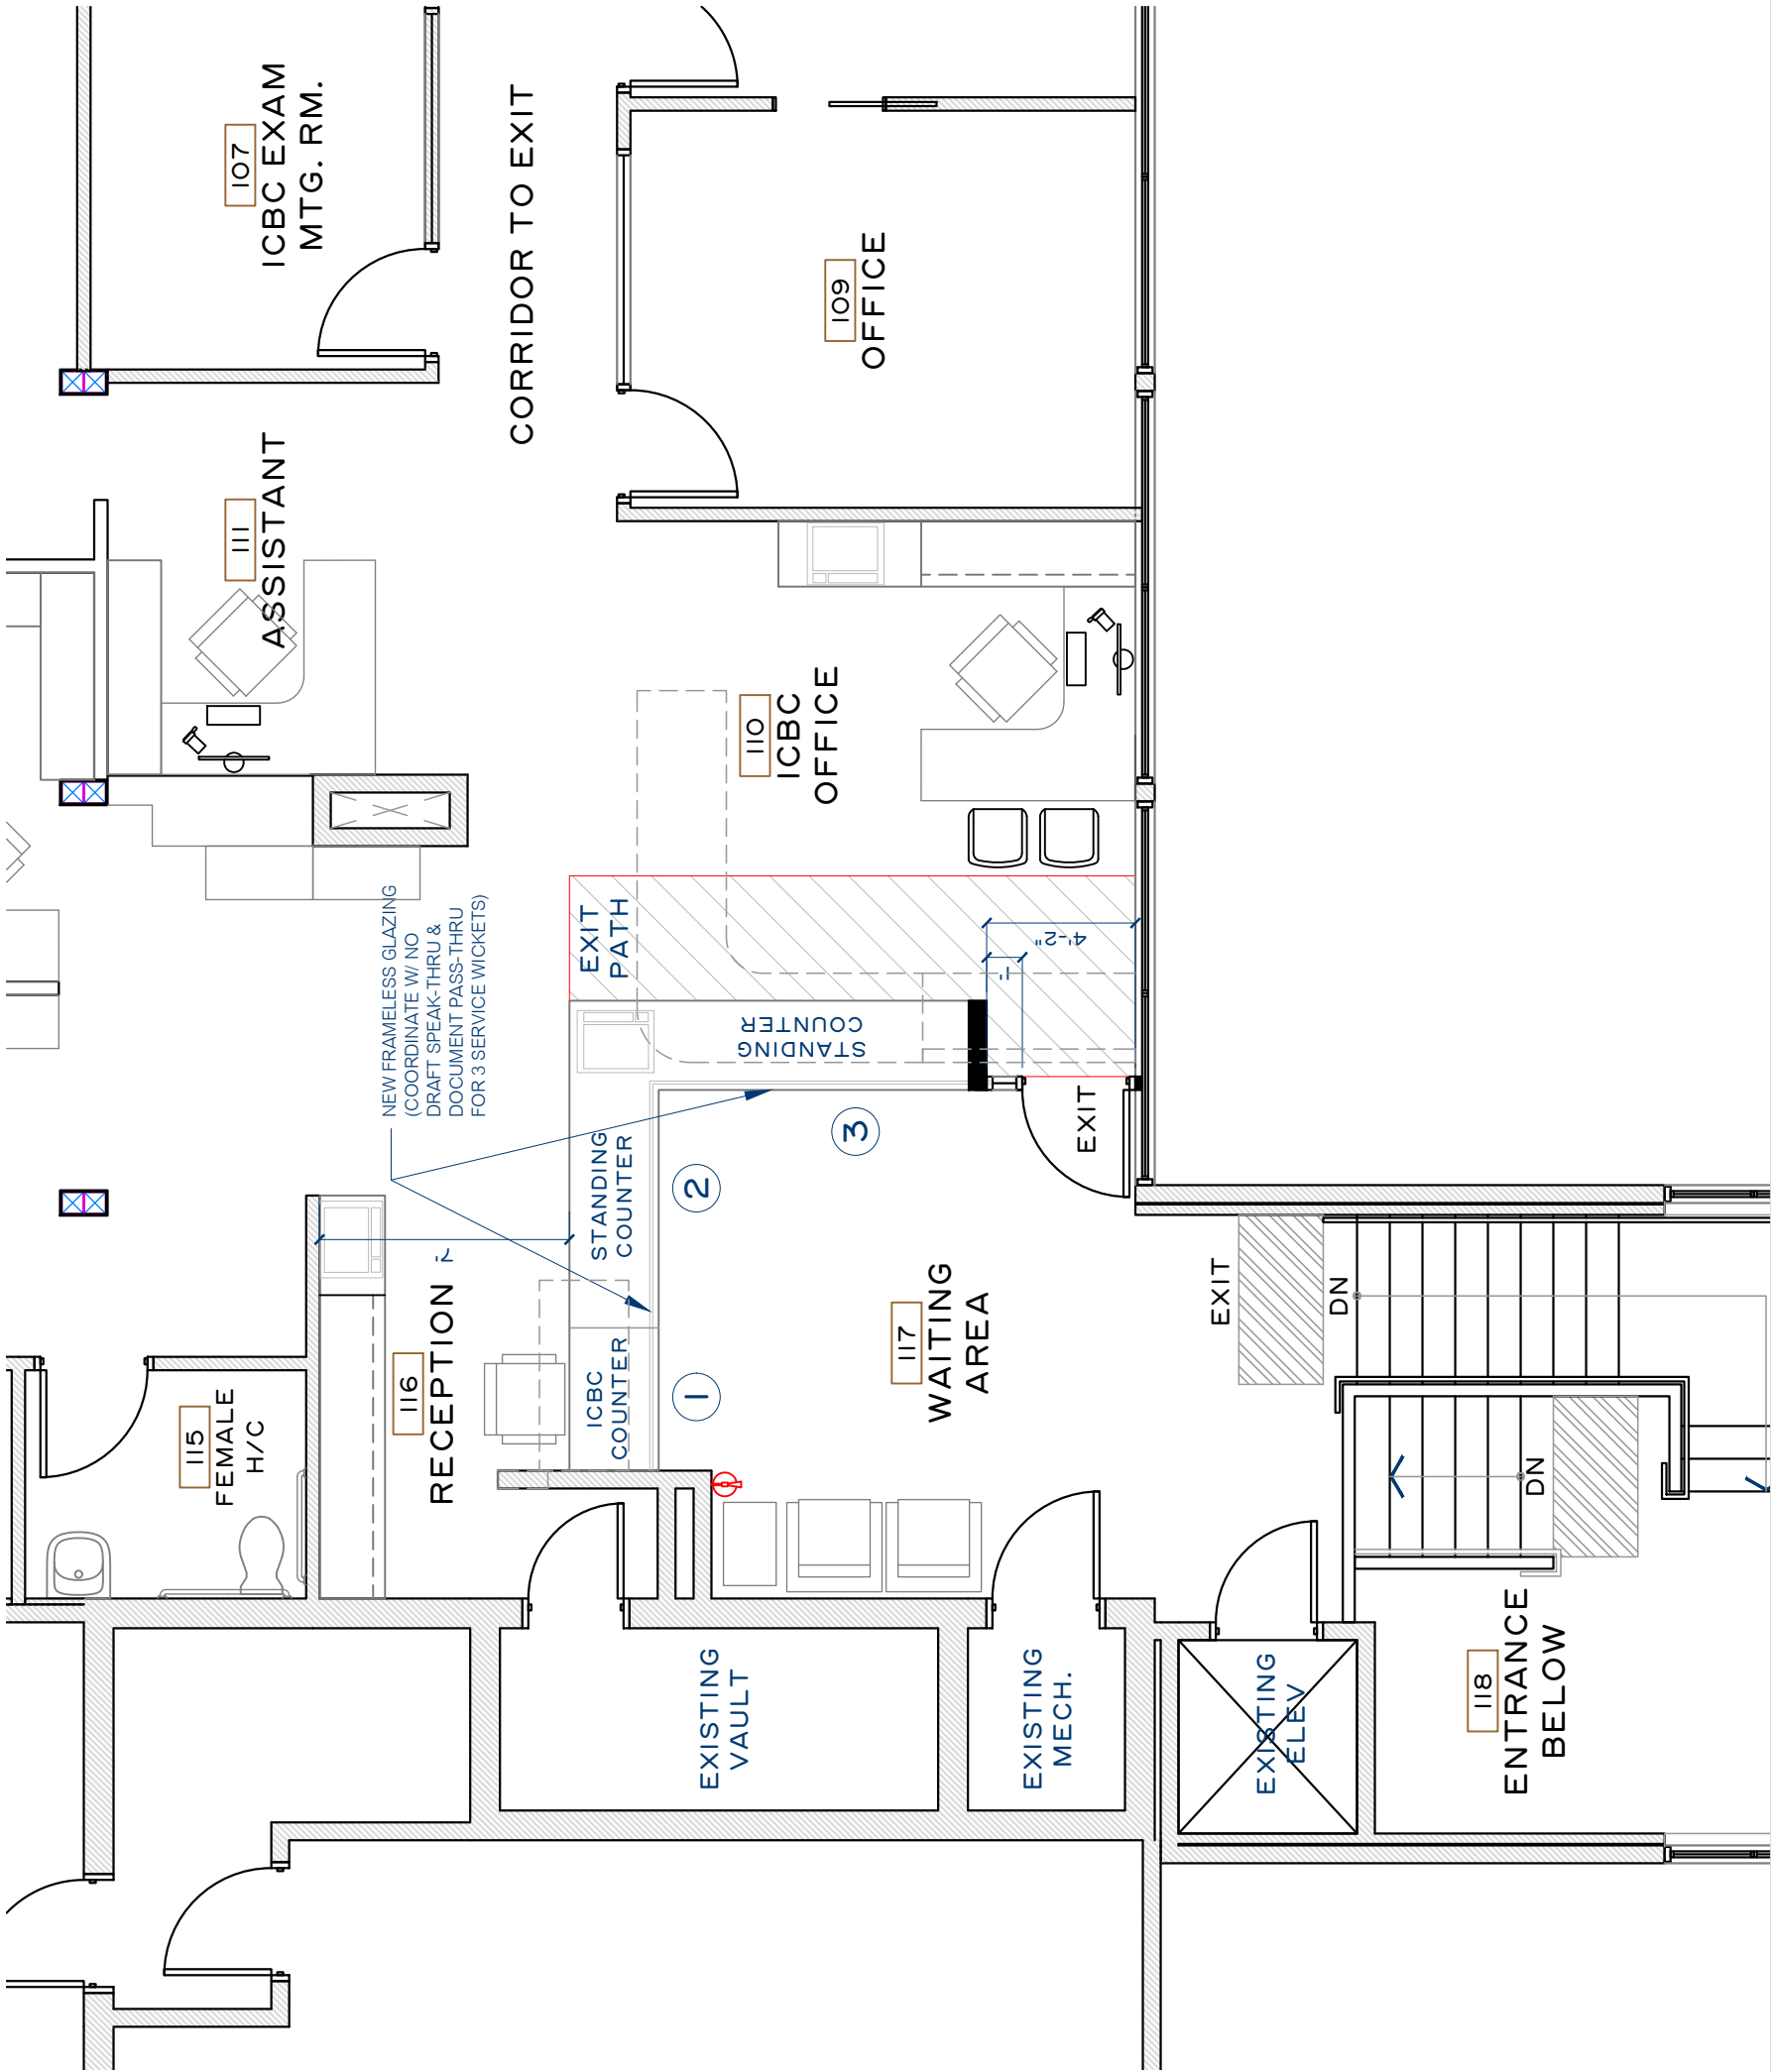 107
ICBC EXAM
MTG. RM.
CORRIDOR TO EXIT
109
OFFICE
111
ASSISTANT
110
ICBC
OFFICE
NEW FRAMELESS GLAZING
(COORDINATE W/ NO
DRAFT SPEAK-THRU &
DOCUMENT PASS-THRU
FOR 3 SERVICE WICKETS)
EXIT
PATH
4'-2"
1'
STANDING
COUNTER
STANDING
COUNTER
3
2
1
EXIT
7'
116
RECEPTION
ICBC
COUNTER
115
FEMALE
H/C
117
WAITING
AREA
EXIT
DN
DN
EXISTING
VAULT
EXISTING
MECH.
EXISTING
ELEV
118
ENTRANCE
BELOW